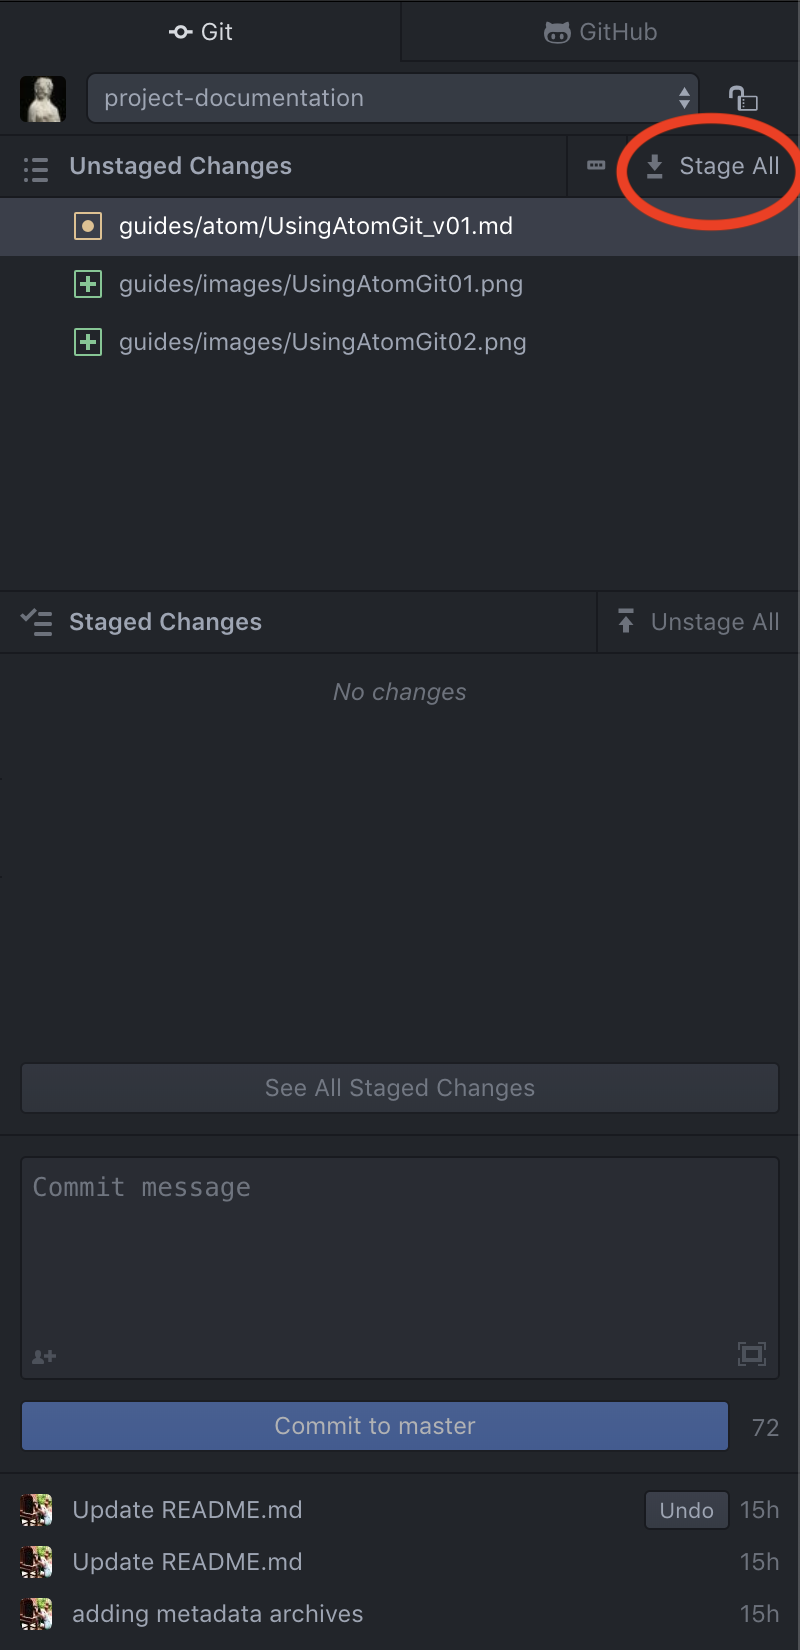 Git
GitHub
project-documentation
Unstaged Changes
Stage All
guides/atom/UsingAtomGit_v01.md
guides/images/UsingAtomGit01.png
guides/images/UsingAtomGit02.png
Staged Changes
Unstage All
No changes
See All Staged Changes
Commit message
Commit to master
72
Update README.md
Undo
15h
Update README.md
15h
adding metadata archives
15h